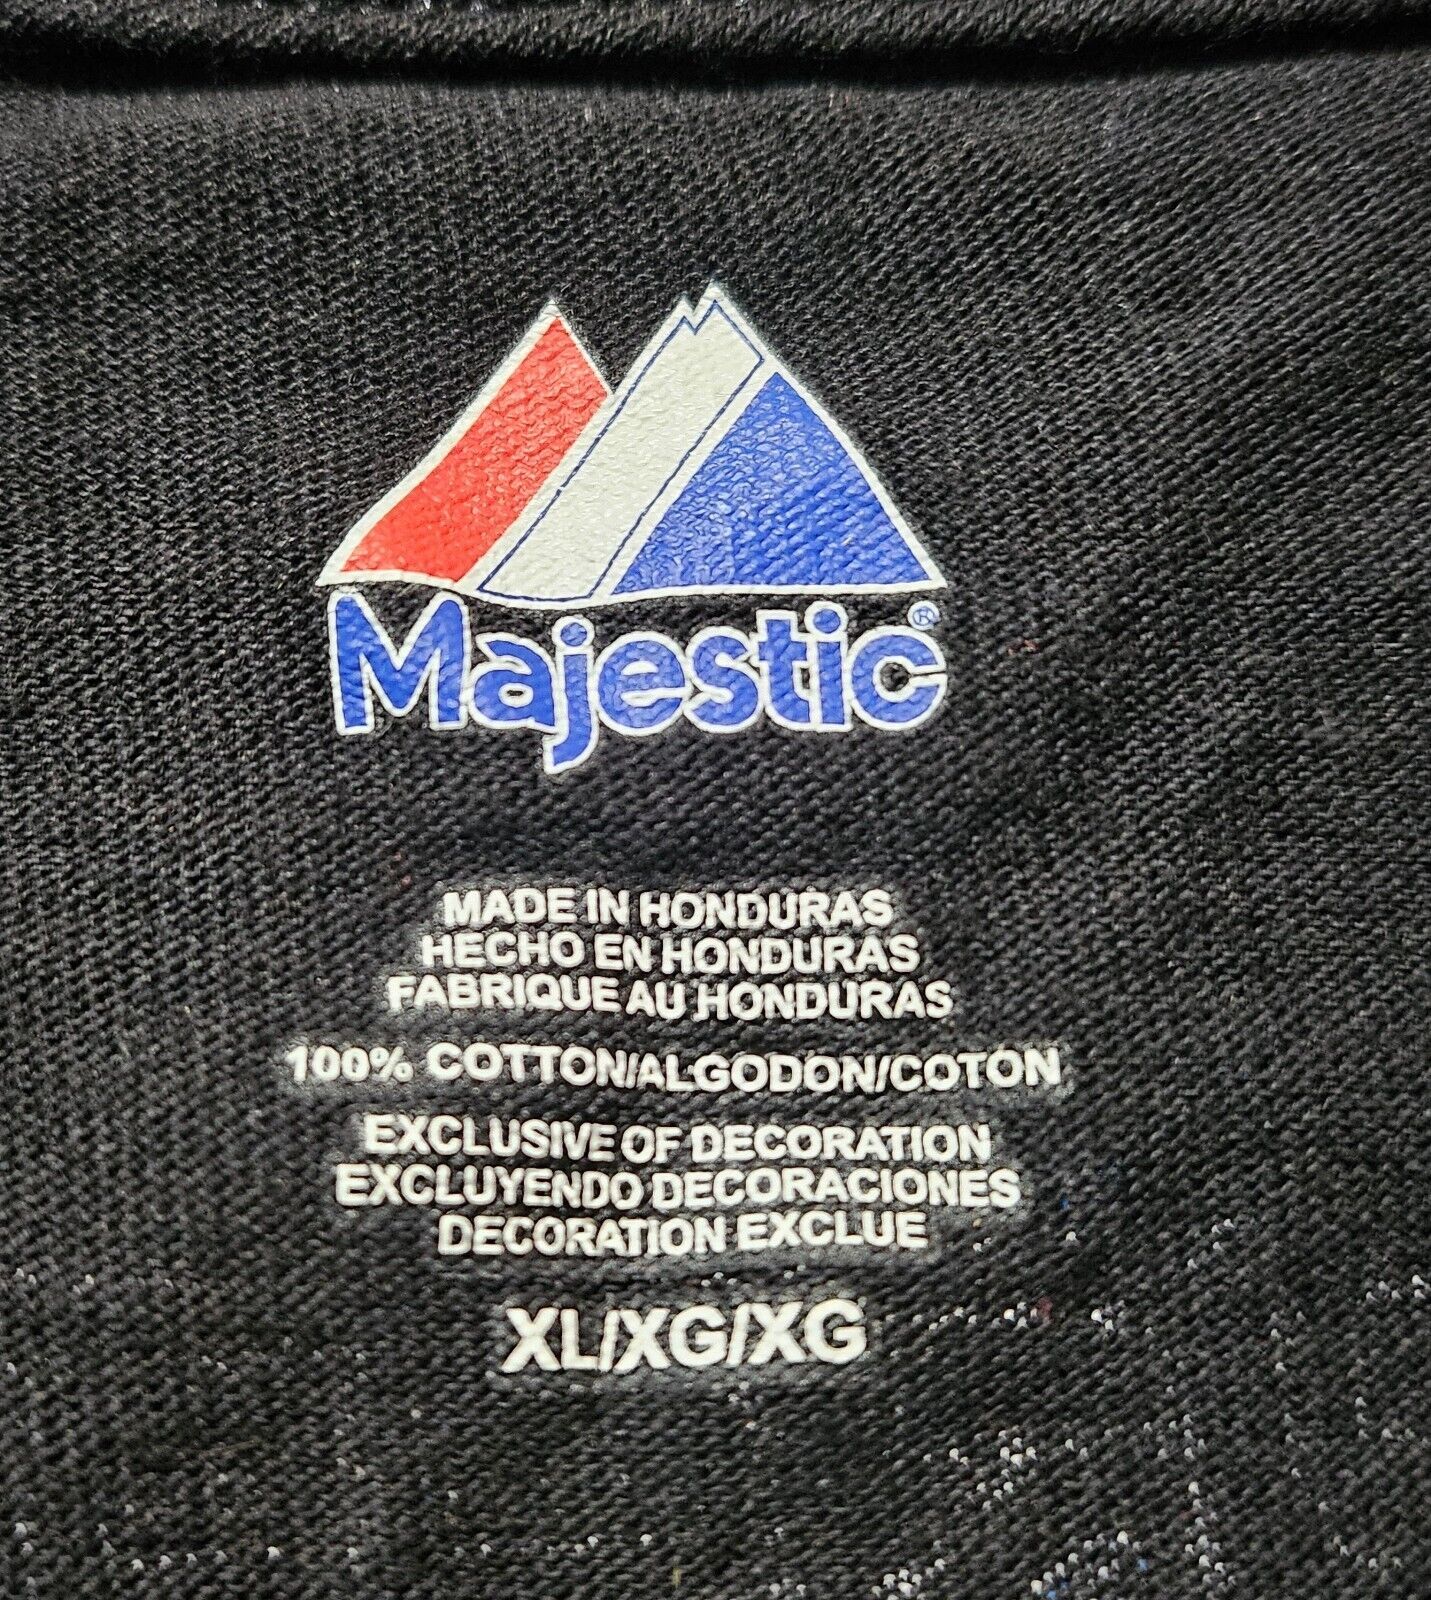 Majestic®
MADE IN HONDURAS
HECHO EN HONDURAS
FABRIQUE AU HONDURAS
100% COTTON/ALGODON/COTON
EXCLUSIVE OF DECORATION
EXCLUYENDO DECORACIONES
DECORATION EXCLUE
XL/XG/XG